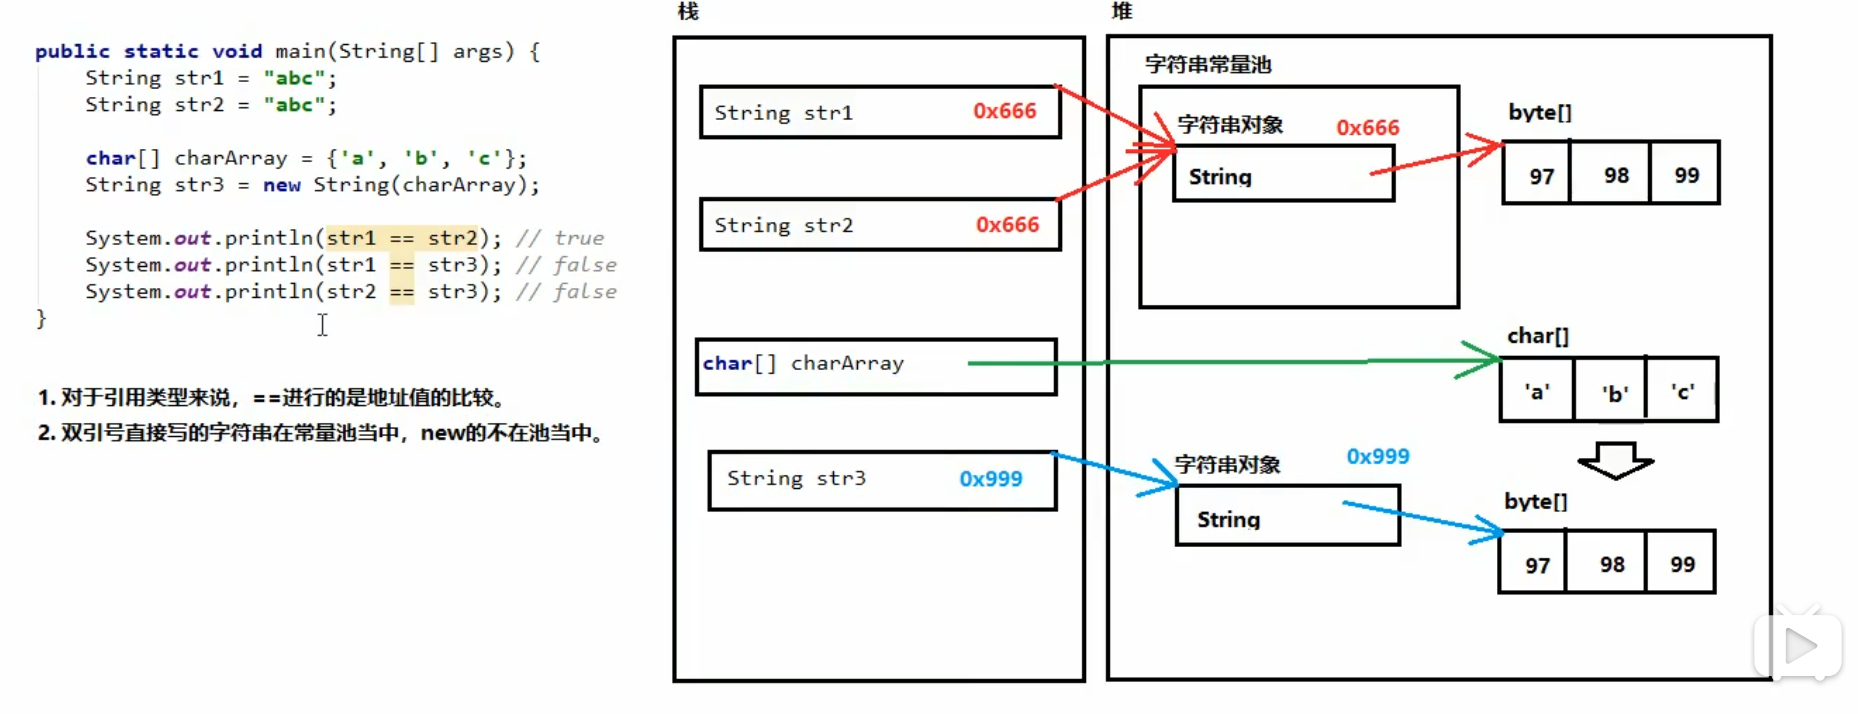 public static void main(String[] args) {
String str1 = "abc";
String str2 = "abc";
char[] charArray = {'a', 'b', 'c'};
String str3 = new String(charArray);
System.out.println(str1 == str2); // true
System.out.println(str1 == str3); // false
System.out.println(str2 == str3); // false
}
1. 对于引用类型来说，==进行的是地址值的比较。
2. 双引号直接写的字符串在常量池当中，new的不在池当中。
栈
String str1 0x666
String str2 0x666
char[] charArray
String str3 0x999
堆
字符串常量池
字符串对象 0x666
String
byte[]
97 98 99
char[]
'a' 'b' 'c'
字符串对象 0x999
String
byte[]
97 98 99